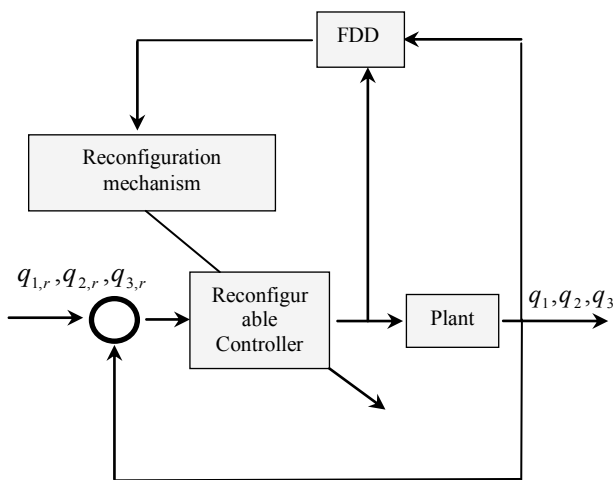 FDD
Reconfiguration
mechanism
q1,r,q2,r,q3,r
Reconfigur
able
Controller
Plant
q1,q2,q3